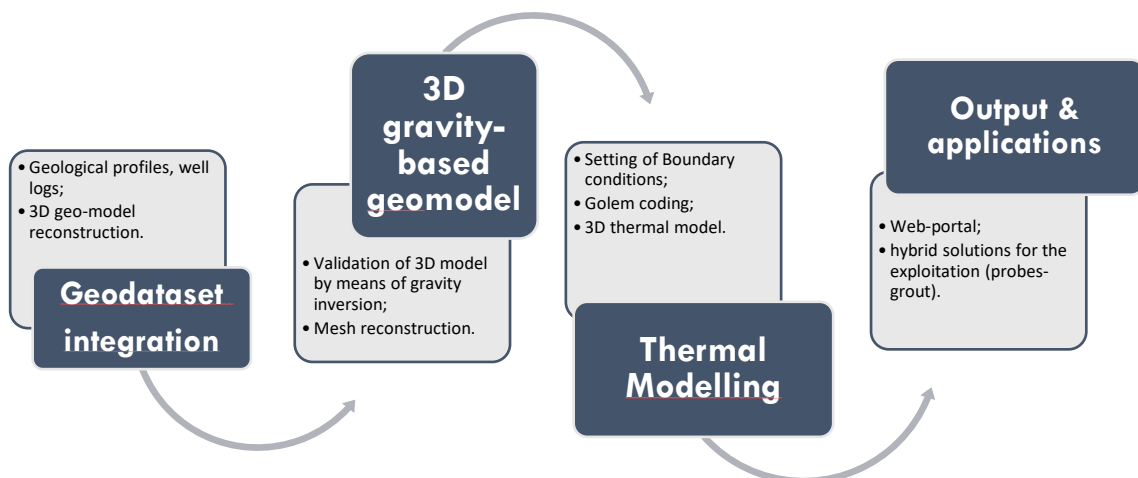 • Geological profiles, well
logs;
• 3D geo-model
reconstruction.
Geodataset
integration
3D
gravity-
based
geomodel
• Validation of 3D model
by means of gravity
inversion;
• Mesh reconstruction.
• Setting of Boundary
conditions;
• Golem coding;
• 3D thermal model.
Thermal
Modelling
Output &
applications
• Web-portal;
• hybrid solutions for the
exploitation (probes-
grout).